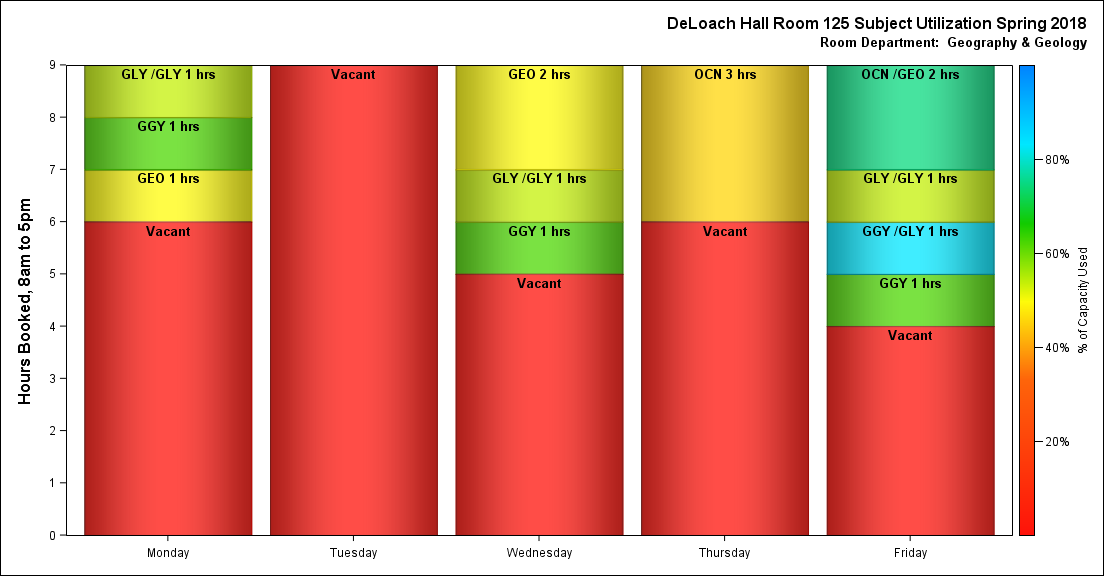 DeLoach Hall Room 125 Subject Utilization Spring 2018
Room Department:  Geography & Geology
Hours Booked, 8am to 5pm
9
8
7
6
5
4
3
2
1
0
GLY /GLY 1 hrs
GGY 1 hrs
GEO 1 hrs
Vacant
Vacant
GEO 2 hrs
GLY /GLY 1 hrs
GGY 1 hrs
Vacant
OCN 3 hrs
Vacant
OCN /GEO 2 hrs
GLY /GLY 1 hrs
GGY /GLY 1 hrs
GGY 1 hrs
Vacant
Monday
Tuesday
Wednesday
Thursday
Friday
80%
60%
40%
20%
% of Capacity Used